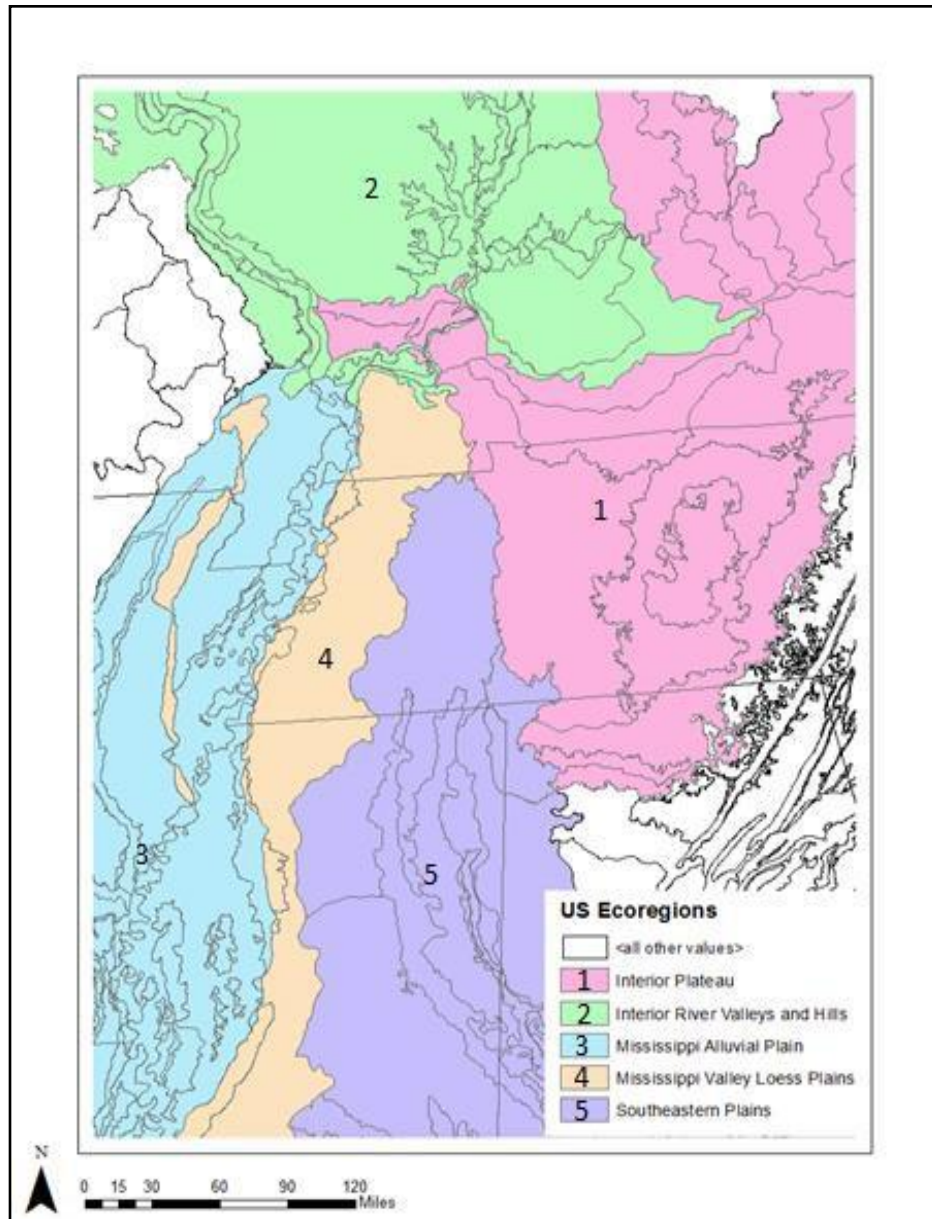 2
1
4
3
5
US Ecoregions
<all other values>
1 Interior Plateau
2 Interior River Valleys and Hills
3 Mississippi Alluvial Plain
4 Mississippi Valley Loess Plains
5 Southeastern Plains
N
0 15 30 60 90 120
Miles